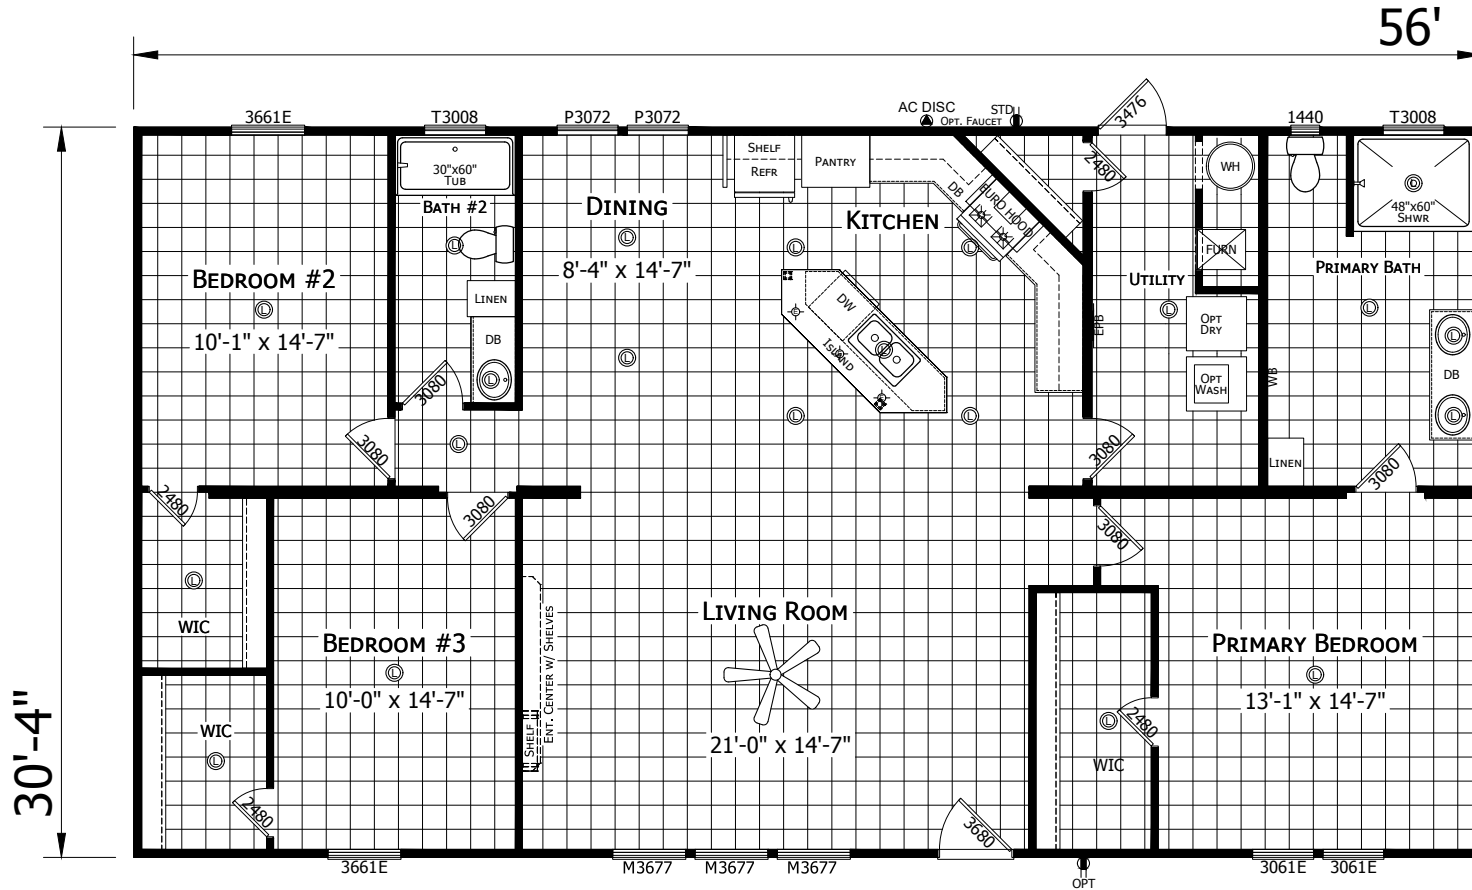 56'
AC DISC
STD
OPT. FAUCET
3476
3661E
T3008
P3072
P3072
1440
T3008
SHELF
REFR
PANTRY
DB
EURO HOOD
2480
WH
30"x60"
TUB
BATH #2
DINING
8'-4" x 14'-7"
KITCHEN
48"x60"
SHWR
FURN
PRIMARY BATH
UTILITY
BEDROOM #2
10'-1" x 14'-7"
LINEN
DB
DW
ISLAND
EPB
OPT
DRY
OPT
WASH
WB
DB
3080
3080
3080
LINEN
3080
2480
3080
3080
WIC
BEDROOM #3
10'-0" x 14'-7"
LIVING ROOM
21'-0" x 14'-7"
ENT. CENTER W/ SHELVES
SHELF
PRIMARY BEDROOM
13'-1" x 14'-7"
WIC
2480
2480
WIC
3680
30'-4"
3661E
M3677
M3677
M3677
OPT
3061E
3061E